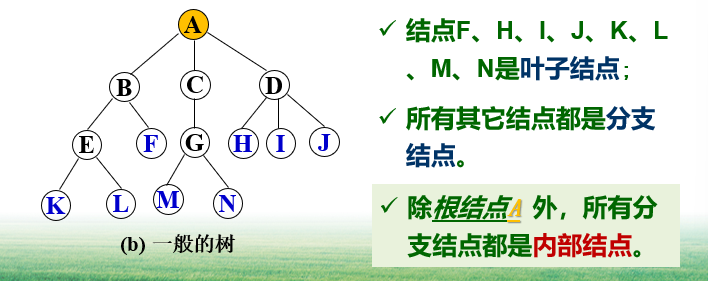 A
B
C
D
E
F
G
H
I
J
K
L
M
N
(b) 一般的树
✓ 结点F、H、I、J、K、L
、M、N是叶子结点；
✓ 所有其它结点都是分支
结点。
✓ 除根结点A 外，所有分
支结点都是内部结点。